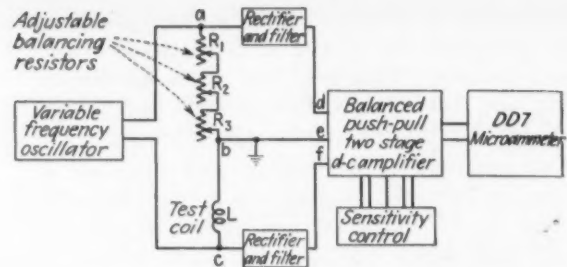 a
Adjustable
balancing
resistors
R1
R2
R3
Rectifier
and filter
Variable
frequency
oscillator
b
d
e
f
Balanced
push-pull
two stage
d-c amplifier
DD7
Microammeter
Test
coil
L
c
Rectifier
and filter
Sensitivity
control